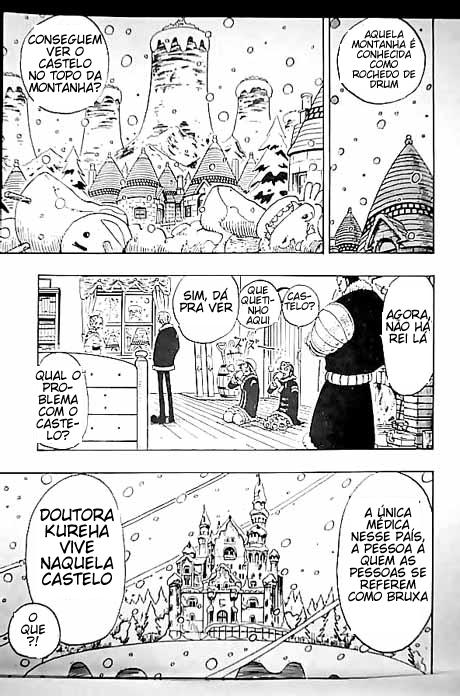 AQUELA
MONTANHA É
CONHECIDA
COMO
ROCHEDO DE
DRUM
CONSEGUEM
VER O
CASTELO
NO TOPO DA
MONTANHA?
AGORA,
NÃO HÁ
REI LÁ
CAS-
TELO?
QUE
QUETI-
NHO
AQUI
SIM, DÁ
PRA VER
QUAL O
PRO-
BLEMA
COM O
CASTE-
LO?
A ÚNICA
MÉDICA,
NESSE PAÍS,
A PESSOA A
QUEM AS
PESSOAS SE
REFEREM
COMO BRUXA
DOUTORA
KUREHA
VIVE
NAQUELA
CASTELO
O
QUE
?!